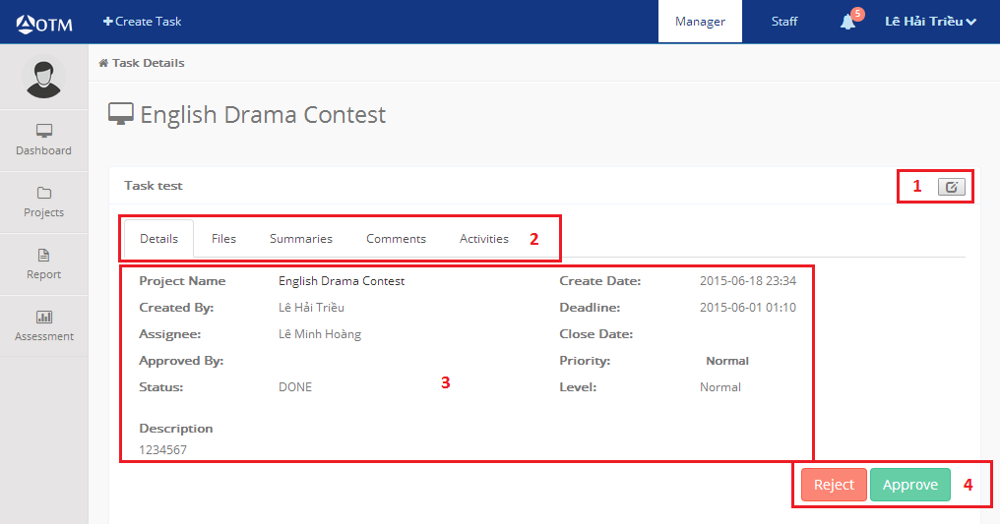 AOTM Create Task Manager Staff 5 Lê Hải Triều
Task Details
English Drama Contest
Dashboard
Projects
Report
Assessment
Task test 1
Details Files Summaries Comments Activities 2
Project Name English Drama Contest Create Date: 2015-06-18 23:34
Created By: Lê Hải Triều Deadline: 2015-06-01 01:10
Assignee: Lê Minh Hoàng Close Date:
Approved By: Priority: Normal
Status: DONE 3 Level: Normal
Description
1234567
Reject Approve 4